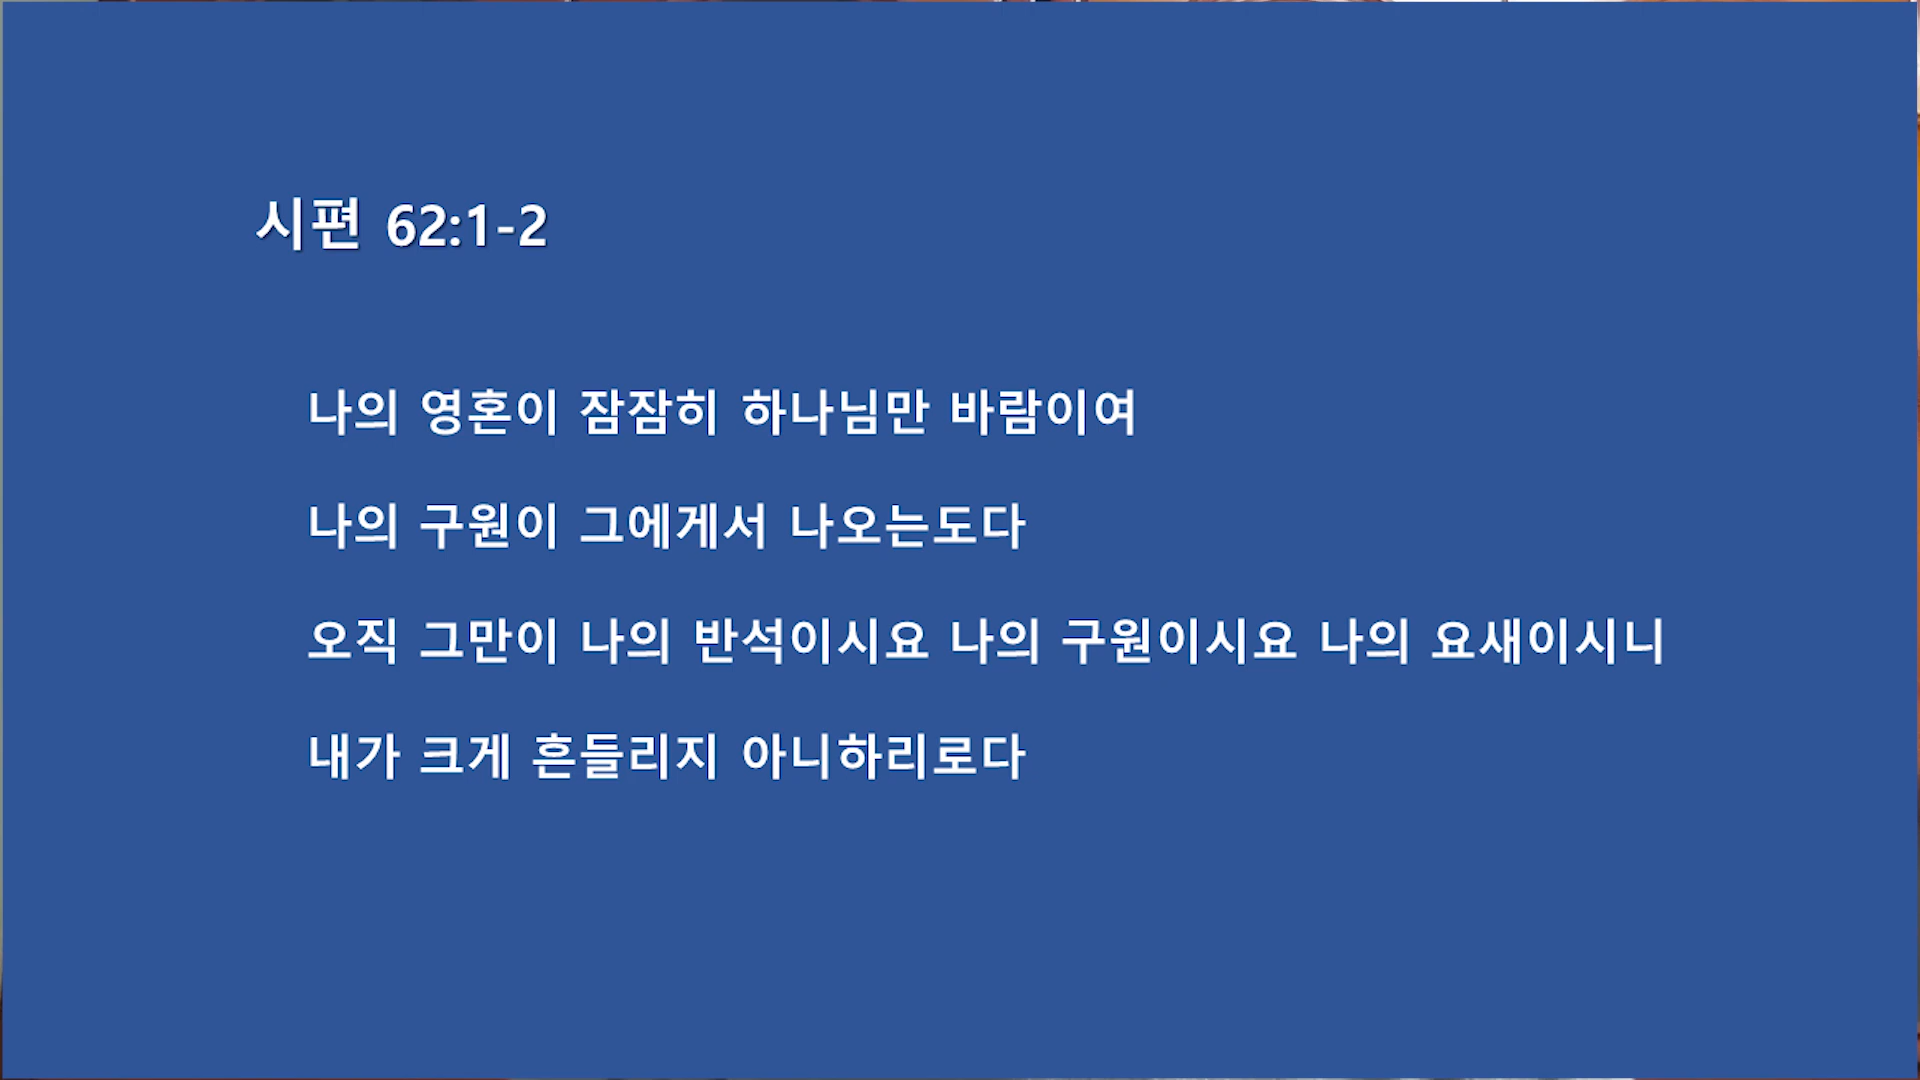 시편 62:1-2
나의 영혼이 잠잠히 하나님만 바람이여
나의 구원이 그에게서 나오는도다
오직 그만이 나의 반석이시요 나의 구원이시요 나의 요새이시니
내가 크게 흔들리지 아니하리로다